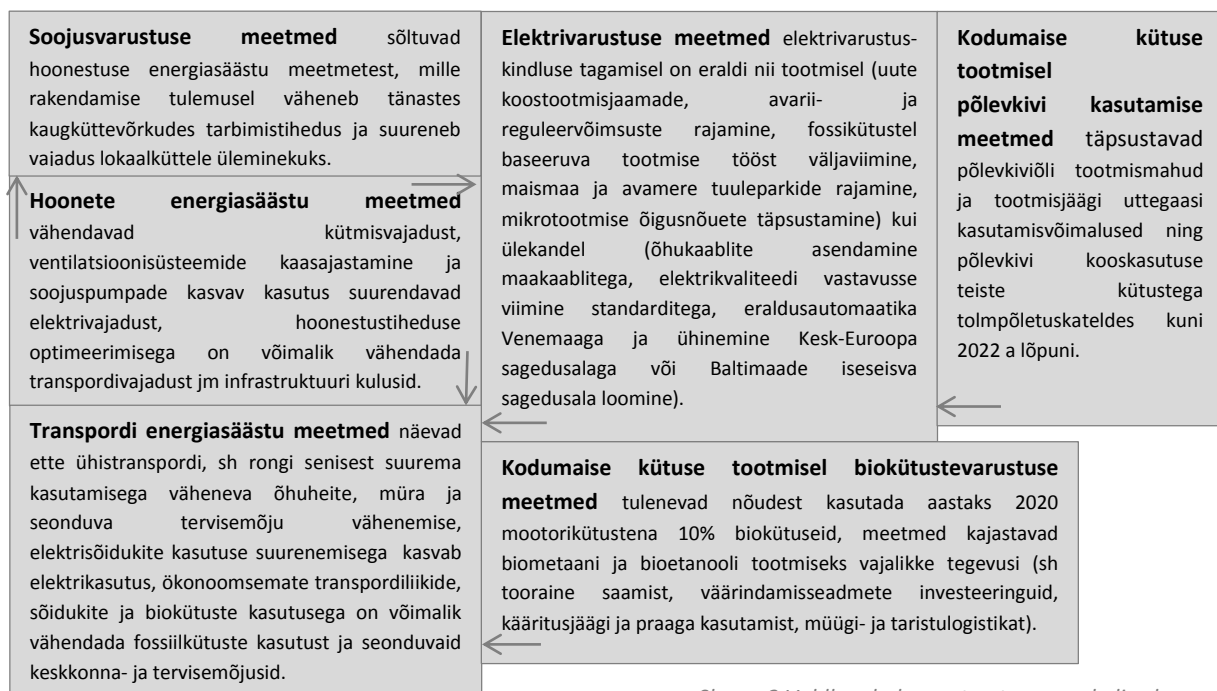 Soojusvarustuse meetmed sõltuvad
hoonestuse energiasäästu meetmetest, mille
rakendamise tulemusel väheneb tänastes
kaugküttevõrkudes tarbimistihedus ja suureneb
vajadus lokaalküttele üleminekuks.
Hoonete energiasäästu meetmed
vähendavad kütmisvajadust,
ventilatsioonisüsteemide kaasajastamine ja
soojuspumpade kasvav kasutus suurendavad
elektrivajadust, hoonestustiheduse
optimeerimisega on võimalik vähendada
transpordivajadust jm infrastruktuuri kulusid.
Transpordi energiasäästu meetmed näevad
ette ühistranspordi, sh rongi senisest suurema
kasutamisega väheneva õhuheite, müra ja
seonduva tervisemõju vähenemise,
elektrisõidukite kasutuse suurenemisega kasvab
elektrikasutus, ökonoomsemate transpordiliikide,
sõidukite ja biokütuste kasutusega on võimalik
vähendada fossiilkütuste kasutust ja seonduvaid
keskkonna- ja tervisemõjusid.
Elektrivarustuse meetmed elektrivarustus-
kindluse tagamisel on eraldi nii tootmisel (uute
koostootmisjaamade, avarii- ja
reguleervõimsuste rajamine, fossikütustel
baseeruva tootmise tööst väljaviimine,
maismaa ja avamere tuuleparkide rajamine,
mikrotootmise õigusnõuete täpsustamine) kui
ülekandel (õhukaablite asendamine
maakaablitega, elektrikvaliteedi vastavusse
viimine standarditega, eraldusautomaatika
Venemaaga ja ühinemine Kesk-Euroopa
sagedusalaga või Baltimaade iseseisva
sagedusala loomine).
Kodumaise kütuse
tootmisel
põlevkivi kasutamise
meetmed täpsustavad
põlevkiviõli tootmismahud
ja tootmisjäägi uttegaasi
kasutamisvõimalused ning
põlevkivi kooskasutuse
teiste kütustega
tolmpõletuskateldes kuni
2022 a lõpuni.
Kodumaise kütuse tootmisel biokütustevarustuse
meetmed tulenevad nõudest kasutada aastaks 2020
mootorikütustena 10% biokütuseid, meetmed kajastavad
biometaani ja bioetanooli tootmiseks vajalikke tegevusi (sh
tooraine saamist, väärindamisseadmete investeeringuid,
kääritusjäägi ja praaga kasutamist, müügi- ja taristulogistikat).